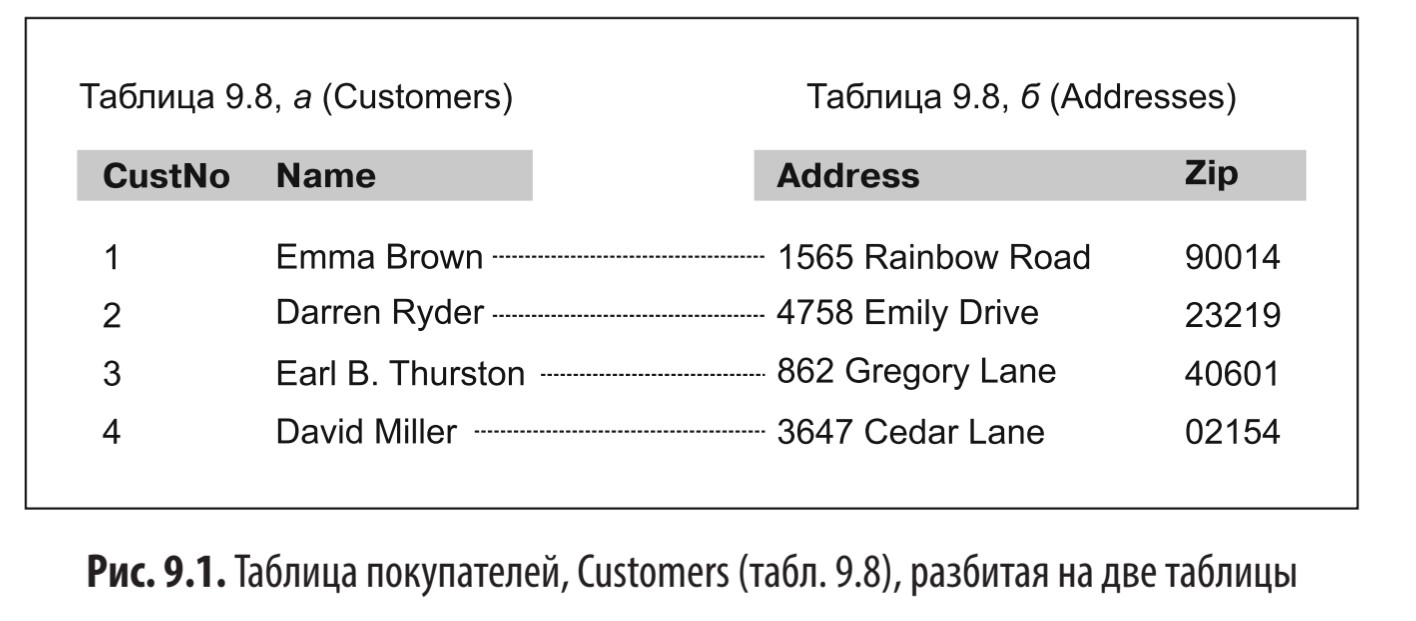 Таблица 9.8, а (Customers) Таблица 9.8, б (Addresses)
CustNo Name Address Zip
1 Emma Brown 1565 Rainbow Road 90014
2 Darren Ryder 4758 Emily Drive 23219
3 Earl B. Thurston 862 Gregory Lane 40601
4 David Miller 3647 Cedar Lane 02154
Рис. 9.1. Таблица покупателей, Customers (табл. 9.8), разбитая на две таблицы